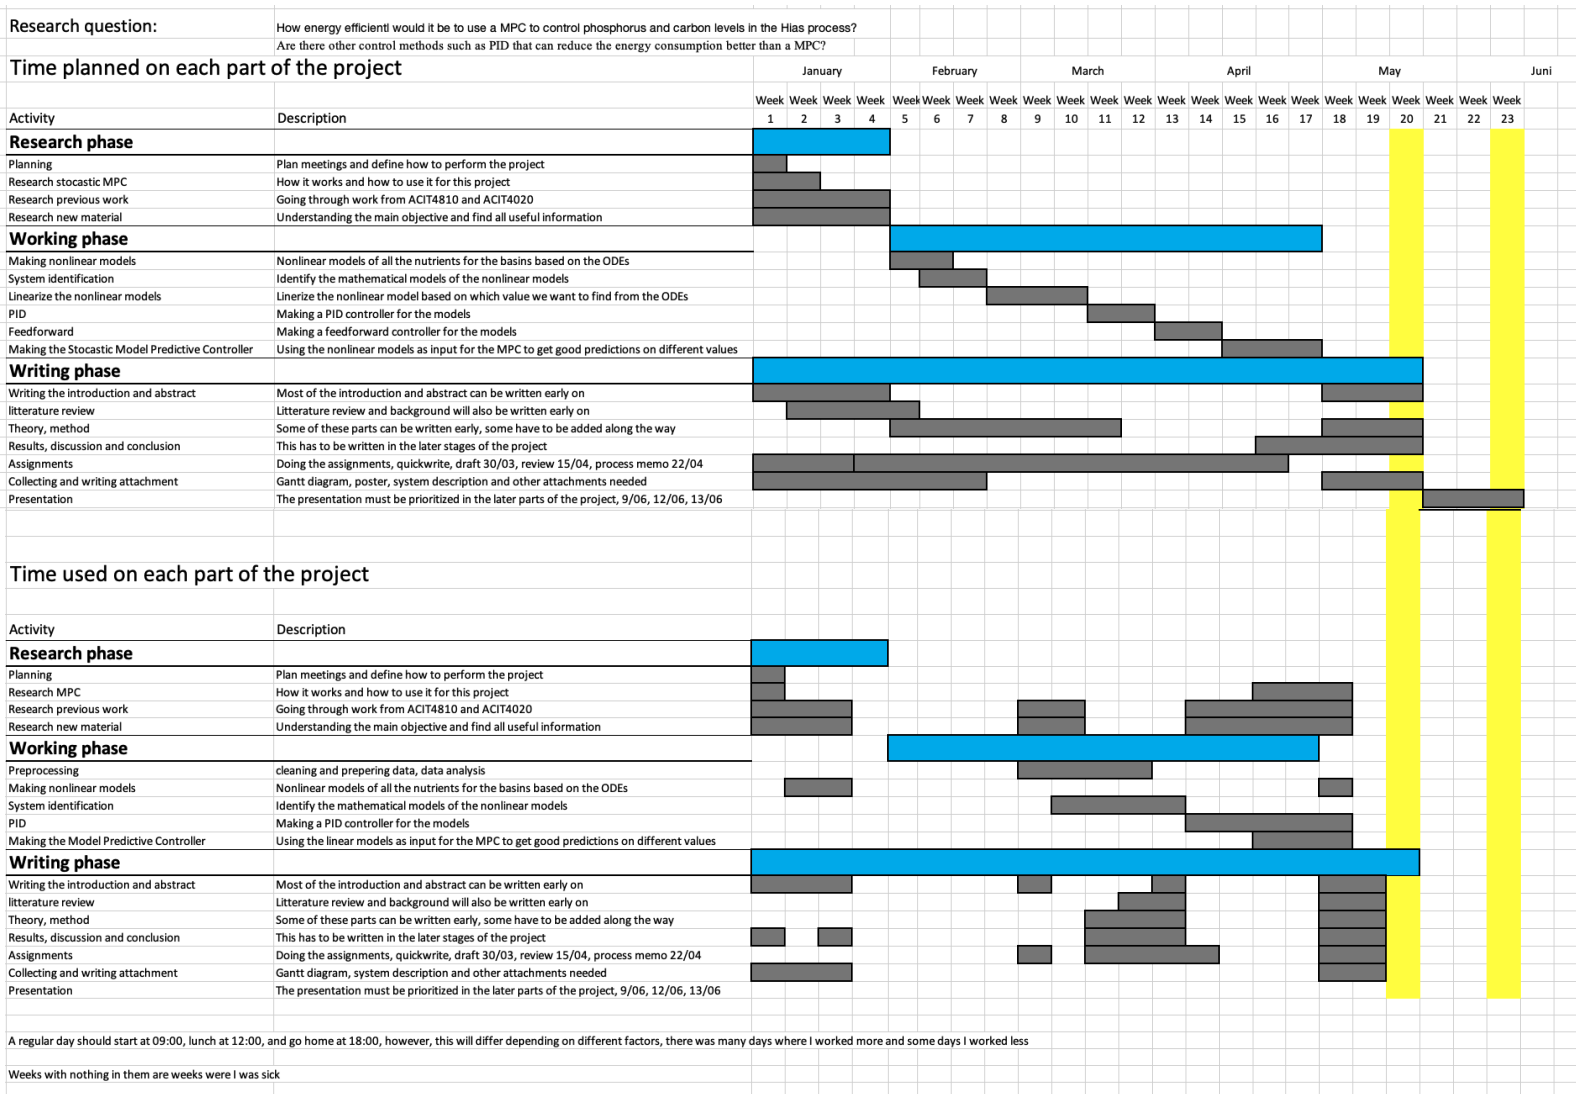 Research question: How energy efficientl would it be to use a MPC to control phosphorus and carbon levels in the Hias process?
Are there other control methods such as PID that can reduce the energy consumption better than a MPC?
Time planned on each part of the project January February March April May Juni
Week Week Week Week Week Week Week Week Week Week Week Week Week Week Week Week Week Week Week Week Week Week Week
Activity Description 1 2 3 4 5 6 7 8 9 10 11 12 13 14 15 16 17 18 19 20 21 22 23
Research phase
Planning Plan meetings and define how to perform the project
Research stocastic MPC How it works and how to use it for this project
Research previous work Going through work from ACIT4810 and ACIT4020
Research new material Understanding the main objective and find all useful information
Working phase
Making nonlinear models Nonlinear models of all the nutrients for the basins based on the ODEs
System identification Identify the mathematical models of the nonlinear models
Linearize the nonlinear models Linerize the nonlinear model based on which value we want to find from the ODEs
PID Making a PID controller for the models
Feedforward Making a feedforward controller for the models
Making the Stocastic Model Predictive Controller Using the nonlinear models as input for the MPC to get good predictions on different values
Writing phase
Writing the introduction and abstract Most of the introduction and abstract can be written early on
litterature review Litterature review and background will also be written early on
Theory, method Some of these parts can be written early, some have to be added along the way
Results, discussion and conclusion This has to be written in the later stages of the project
Assignments Doing the assignments, quickwrite, draft 30/03, review 15/04, process memo 22/04
Collecting and writing attachment Gantt diagram, poster, system description and other attachments needed
Presentation The presentation must be prioritized in the later parts of the project, 9/06, 12/06, 13/06
Time used on each part of the project
Activity Description
Research phase
Planning Plan meetings and define how to perform the project
Research MPC How it works and how to use it for this project
Research previous work Going through work from ACIT4810 and ACIT4020
Research new material Understanding the main objective and find all useful information
Working phase
Preprocessing cleaning and prepering data, data analysis
Making nonlinear models Nonlinear models of all the nutrients for the basins based on the ODEs
System identification Identify the mathematical models of the nonlinear models
PID Making a PID controller for the models
Making the Model Predictive Controller Using the linear models as input for the MPC to get good predictions on different values
Writing phase
Writing the introduction and abstract Most of the introduction and abstract can be written early on
litterature review Litterature review and background will also be written early on
Theory, method Some of these parts can be written early, some have to be added along the way
Results, discussion and conclusion This has to be written in the later stages of the project
Assignments Doing the assignments, quickwrite, draft 30/03, review 15/04, process memo 22/04
Collecting and writing attachment Gantt diagram, system description and other attachments needed
Presentation The presentation must be prioritized in the later parts of the project, 9/06, 12/06, 13/06
A regular day should start at 09:00, lunch at 12:00, and go home at 18:00, however, this will differ depending on different factors, there was many days where I worked more and some days I worked less
Weeks with nothing in them are weeks were I was sick